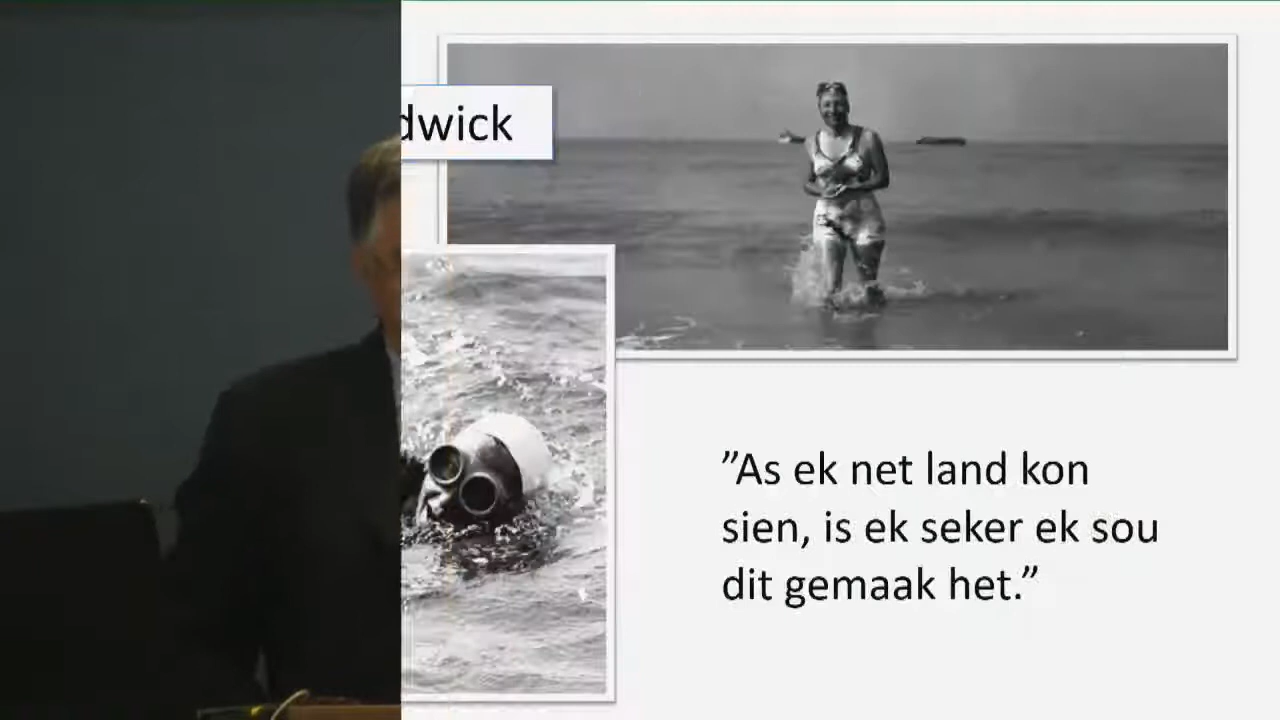 dwick
”As ek net land kon
sien, is ek seker ek sou
dit gemaak het.”